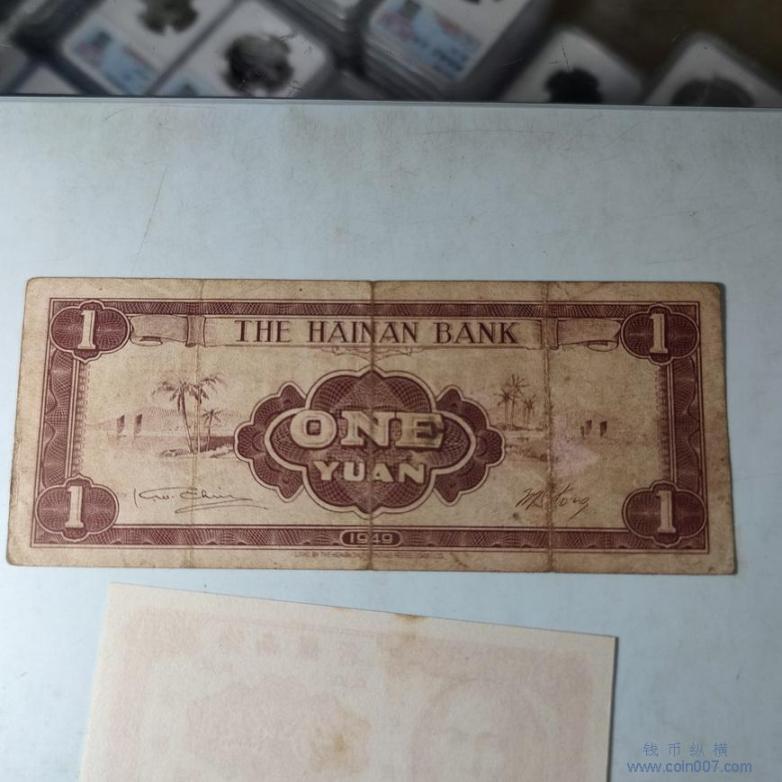 1
THE HAINAN BANK
1
ONE
YUAN
1
1
1949
钱币纵横
www.coin007.com